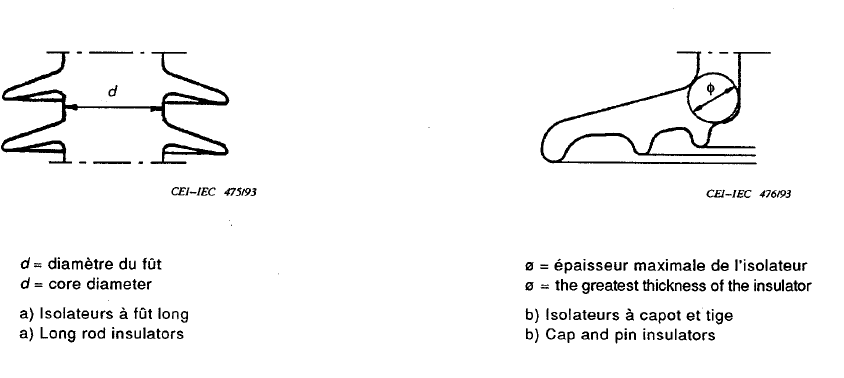 d
CEI–IEC 475/93
d = diamètre du fût
d = core diameter
a) Isolateurs à fût long
a) Long rod insulators
ϕ
CEI–IEC 476/93
ø = épaisseur maximale de l'isolateur
ø = the greatest thickness of the insulator
b) Isolateurs à capot et tige
b) Cap and pin insulators